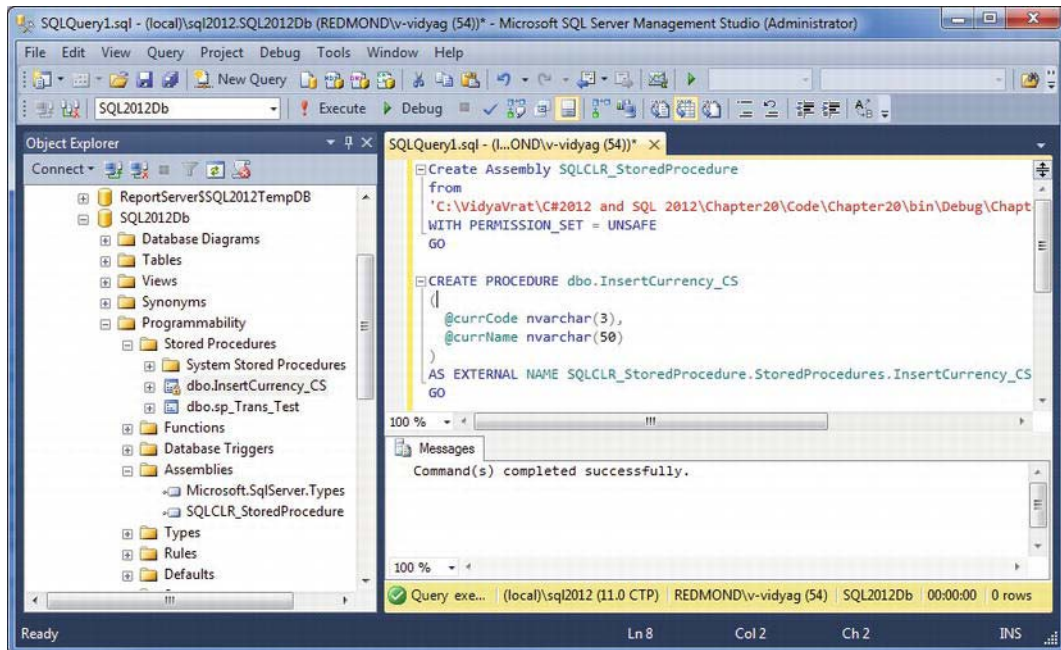 SQLQuery1.sql - (local)\sql2012.SQL2012Db (REDMOND\v-vidyag (54))* - Microsoft SQL Server Management Studio (Administrator)
File Edit View Query Project Debug Tools Window Help
New Query
SQL2012Db Execute Debug
Object Explorer
Connect
ReportServer$SQL2012TempDB
SQL2012Db
Database Diagrams
Tables
Views
Synonyms
Programmability
Stored Procedures
System Stored Procedures
dbo.InsertCurrency_CS
dbo.sp_Trans_Test
Functions
Database Triggers
Assemblies
Microsoft.SqlServer.Types
SQLCLR_StoredProcedure
Types
Rules
Defaults
SQLQuery1.sql - (l...OND\v-vidyag (54))*
Create Assembly SQLCLR_StoredProcedure
from
'C:\VidyaVrat\C#2012 and SQL 2012\Chapter20\Code\Chapter20\bin\Debug\Chapt
WITH PERMISSION_SET = UNSAFE
GO
CREATE PROCEDURE dbo.InsertCurrency_CS
(
@currCode nvarchar(3),
@currName nvarchar(50)
)
AS EXTERNAL NAME SQLCLR_StoredProcedure.StoredProcedures.InsertCurrency_CS
GO
100 %
Messages
Command(s) completed successfully.
100 %
Query exe... (local)\sql2012 (11.0 CTP) REDMOND\v-vidyag (54) SQL2012Db 00:00:00 0 rows
Ready Ln 8 Col 2 Ch 2 INS